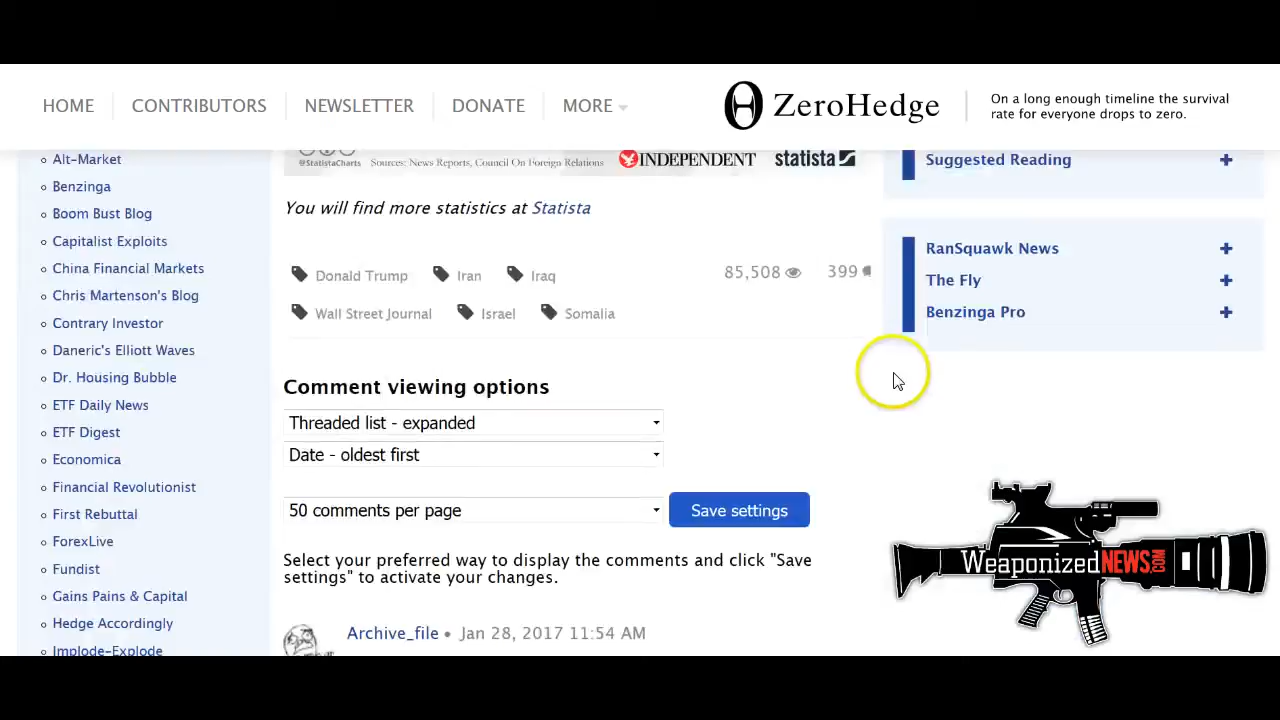 HOME
CONTRIBUTORS
NEWSLETTER
DONATE
MORE
ZeroHedge
On a long enough timeline the survival
rate for everyone drops to zero.
Alt-Market
Benzinga
Boom Bust Blog
Capitalist Exploits
China Financial Markets
Chris Martenson's Blog
Contrary Investor
Daneric's Elliott Waves
Dr. Housing Bubble
ETF Daily News
ETF Digest
Economica
Financial Revolutionist
First Rebuttal
ForexLive
Fundist
Gains Pains & Capital
Hedge Accordingly
Implode-Explode
@StatistaCharts Sources: News Reports, Council On Foreign Relations
INDEPENDENT
statista
You will find more statistics at Statista
Donald Trump Iran Iraq
85,508 399
Wall Street Journal Israel Somalia
Comment viewing options
Threaded list - expanded
Date - oldest first
50 comments per page
Save settings
Select your preferred way to display the comments and click "Save
settings" to activate your changes.
Archive_file • Jan 28, 2017 11:54 AM
Suggested Reading
RanSquawk News
The Fly
Benzinga Pro
WeaponizedNEWS.COM